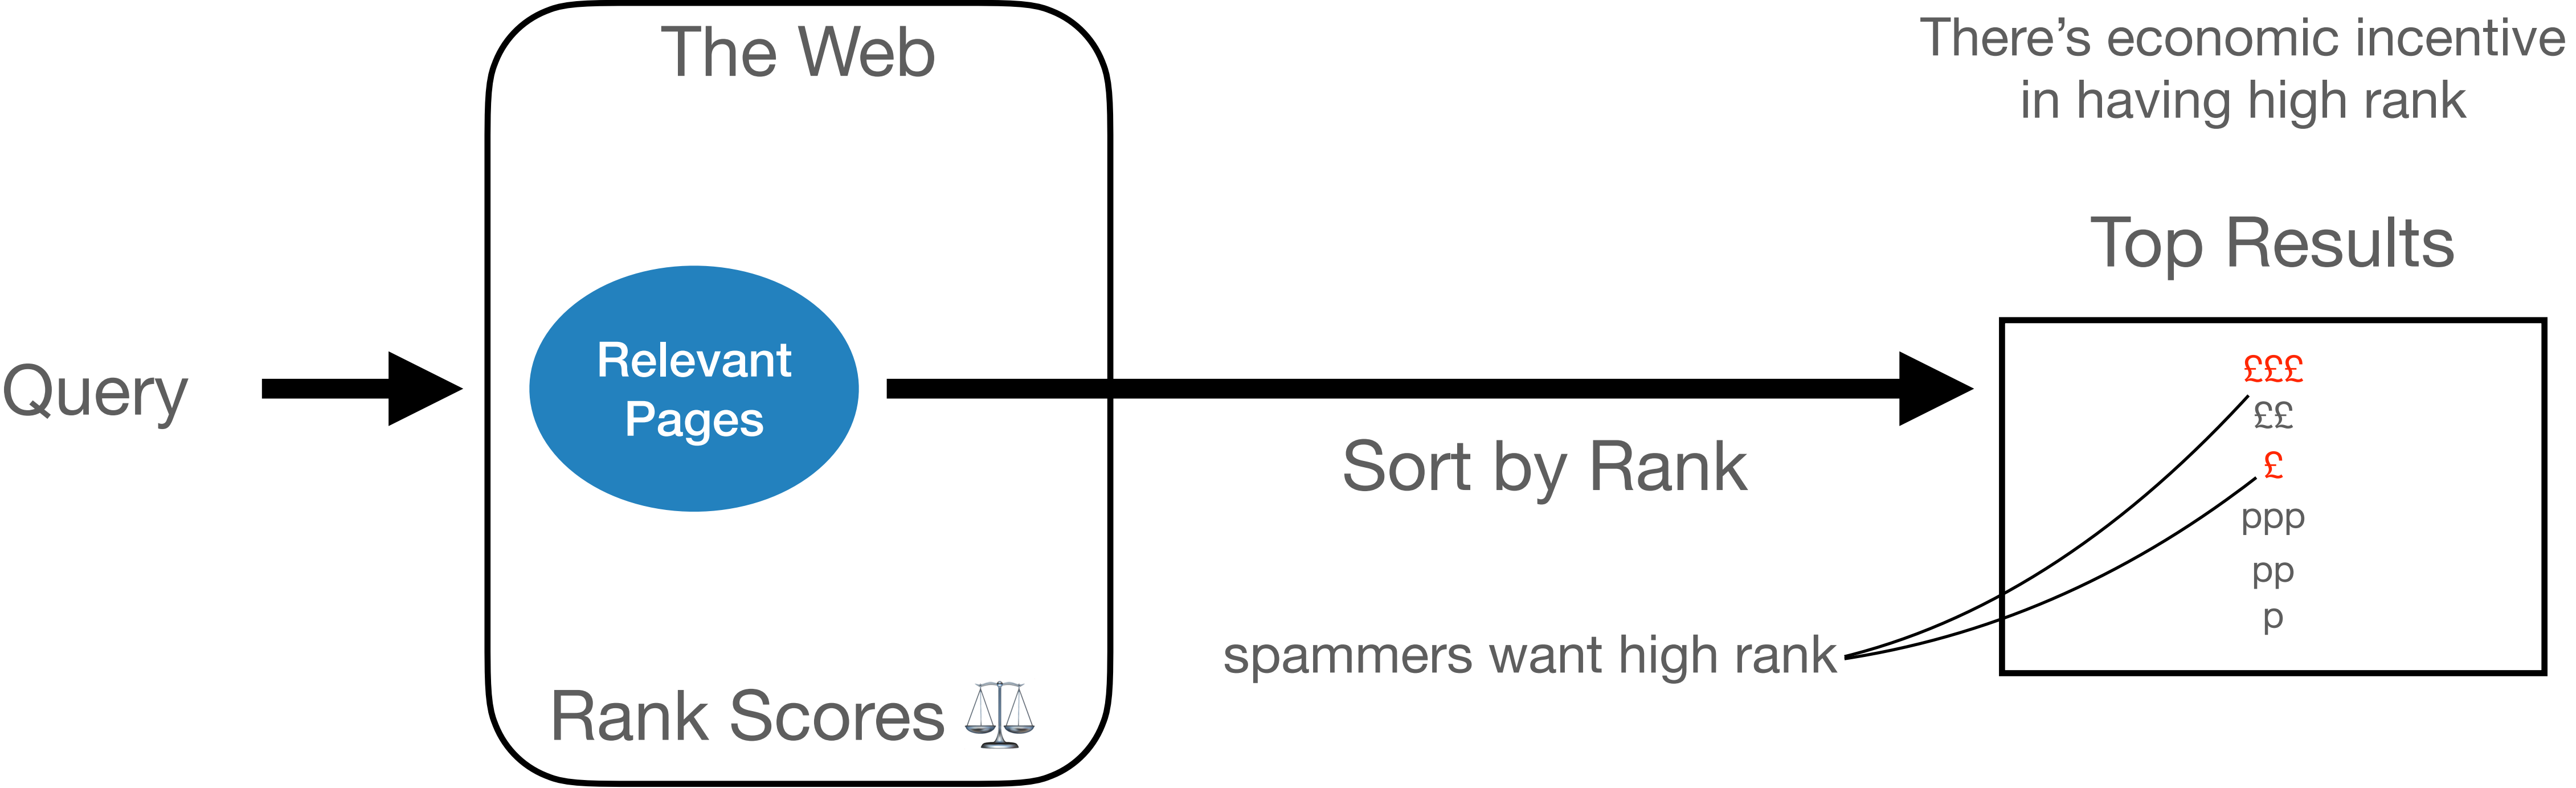 The Web
There’s economic incentive
in having high rank
Top Results
Query
Relevant
Pages
Sort by Rank
£££
££
£
ppp
pp
p
spammers want high rank
Rank Scores